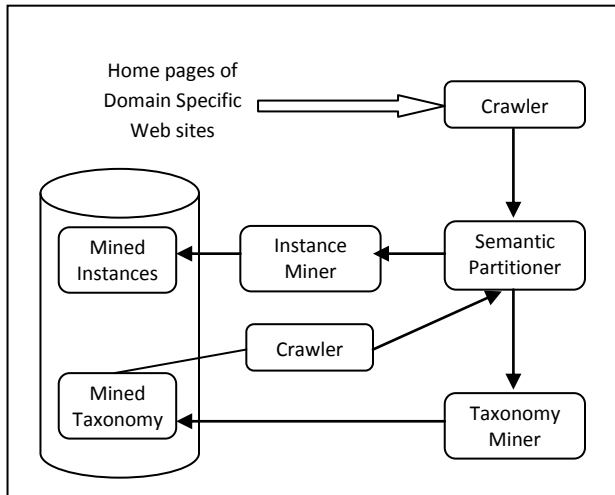 Home pages of
Domain Specific
Web sites
Crawler
Mined
Instances
Instance
Miner
Semantic
Partitioner
Crawler
Mined
Taxonomy
Taxonomy
Miner